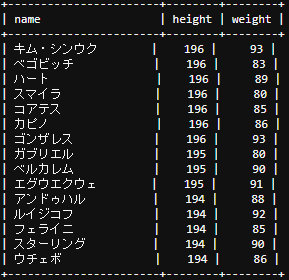 +----------------------+--------+--------+
| name | height | weight |
+----------------------+--------+--------+
| キム・シンウク | 196 | 93 |
| ベゴビッチ | 196 | 83 |
| ハート | 196 | 89 |
| スマイラ | 196 | 80 |
| コアテス | 196 | 85 |
| カピノ | 196 | 86 |
| ゴンザレス | 196 | 93 |
| ガブリエル | 195 | 80 |
| ベルカレム | 195 | 90 |
| エグウエクウェ | 195 | 91 |
| アンドゥハル | 194 | 88 |
| ルイジコフ | 194 | 92 |
| フェライニ | 194 | 85 |
| スターリング | 194 | 90 |
| ウチェボ | 194 | 86 |
+----------------------+--------+--------+